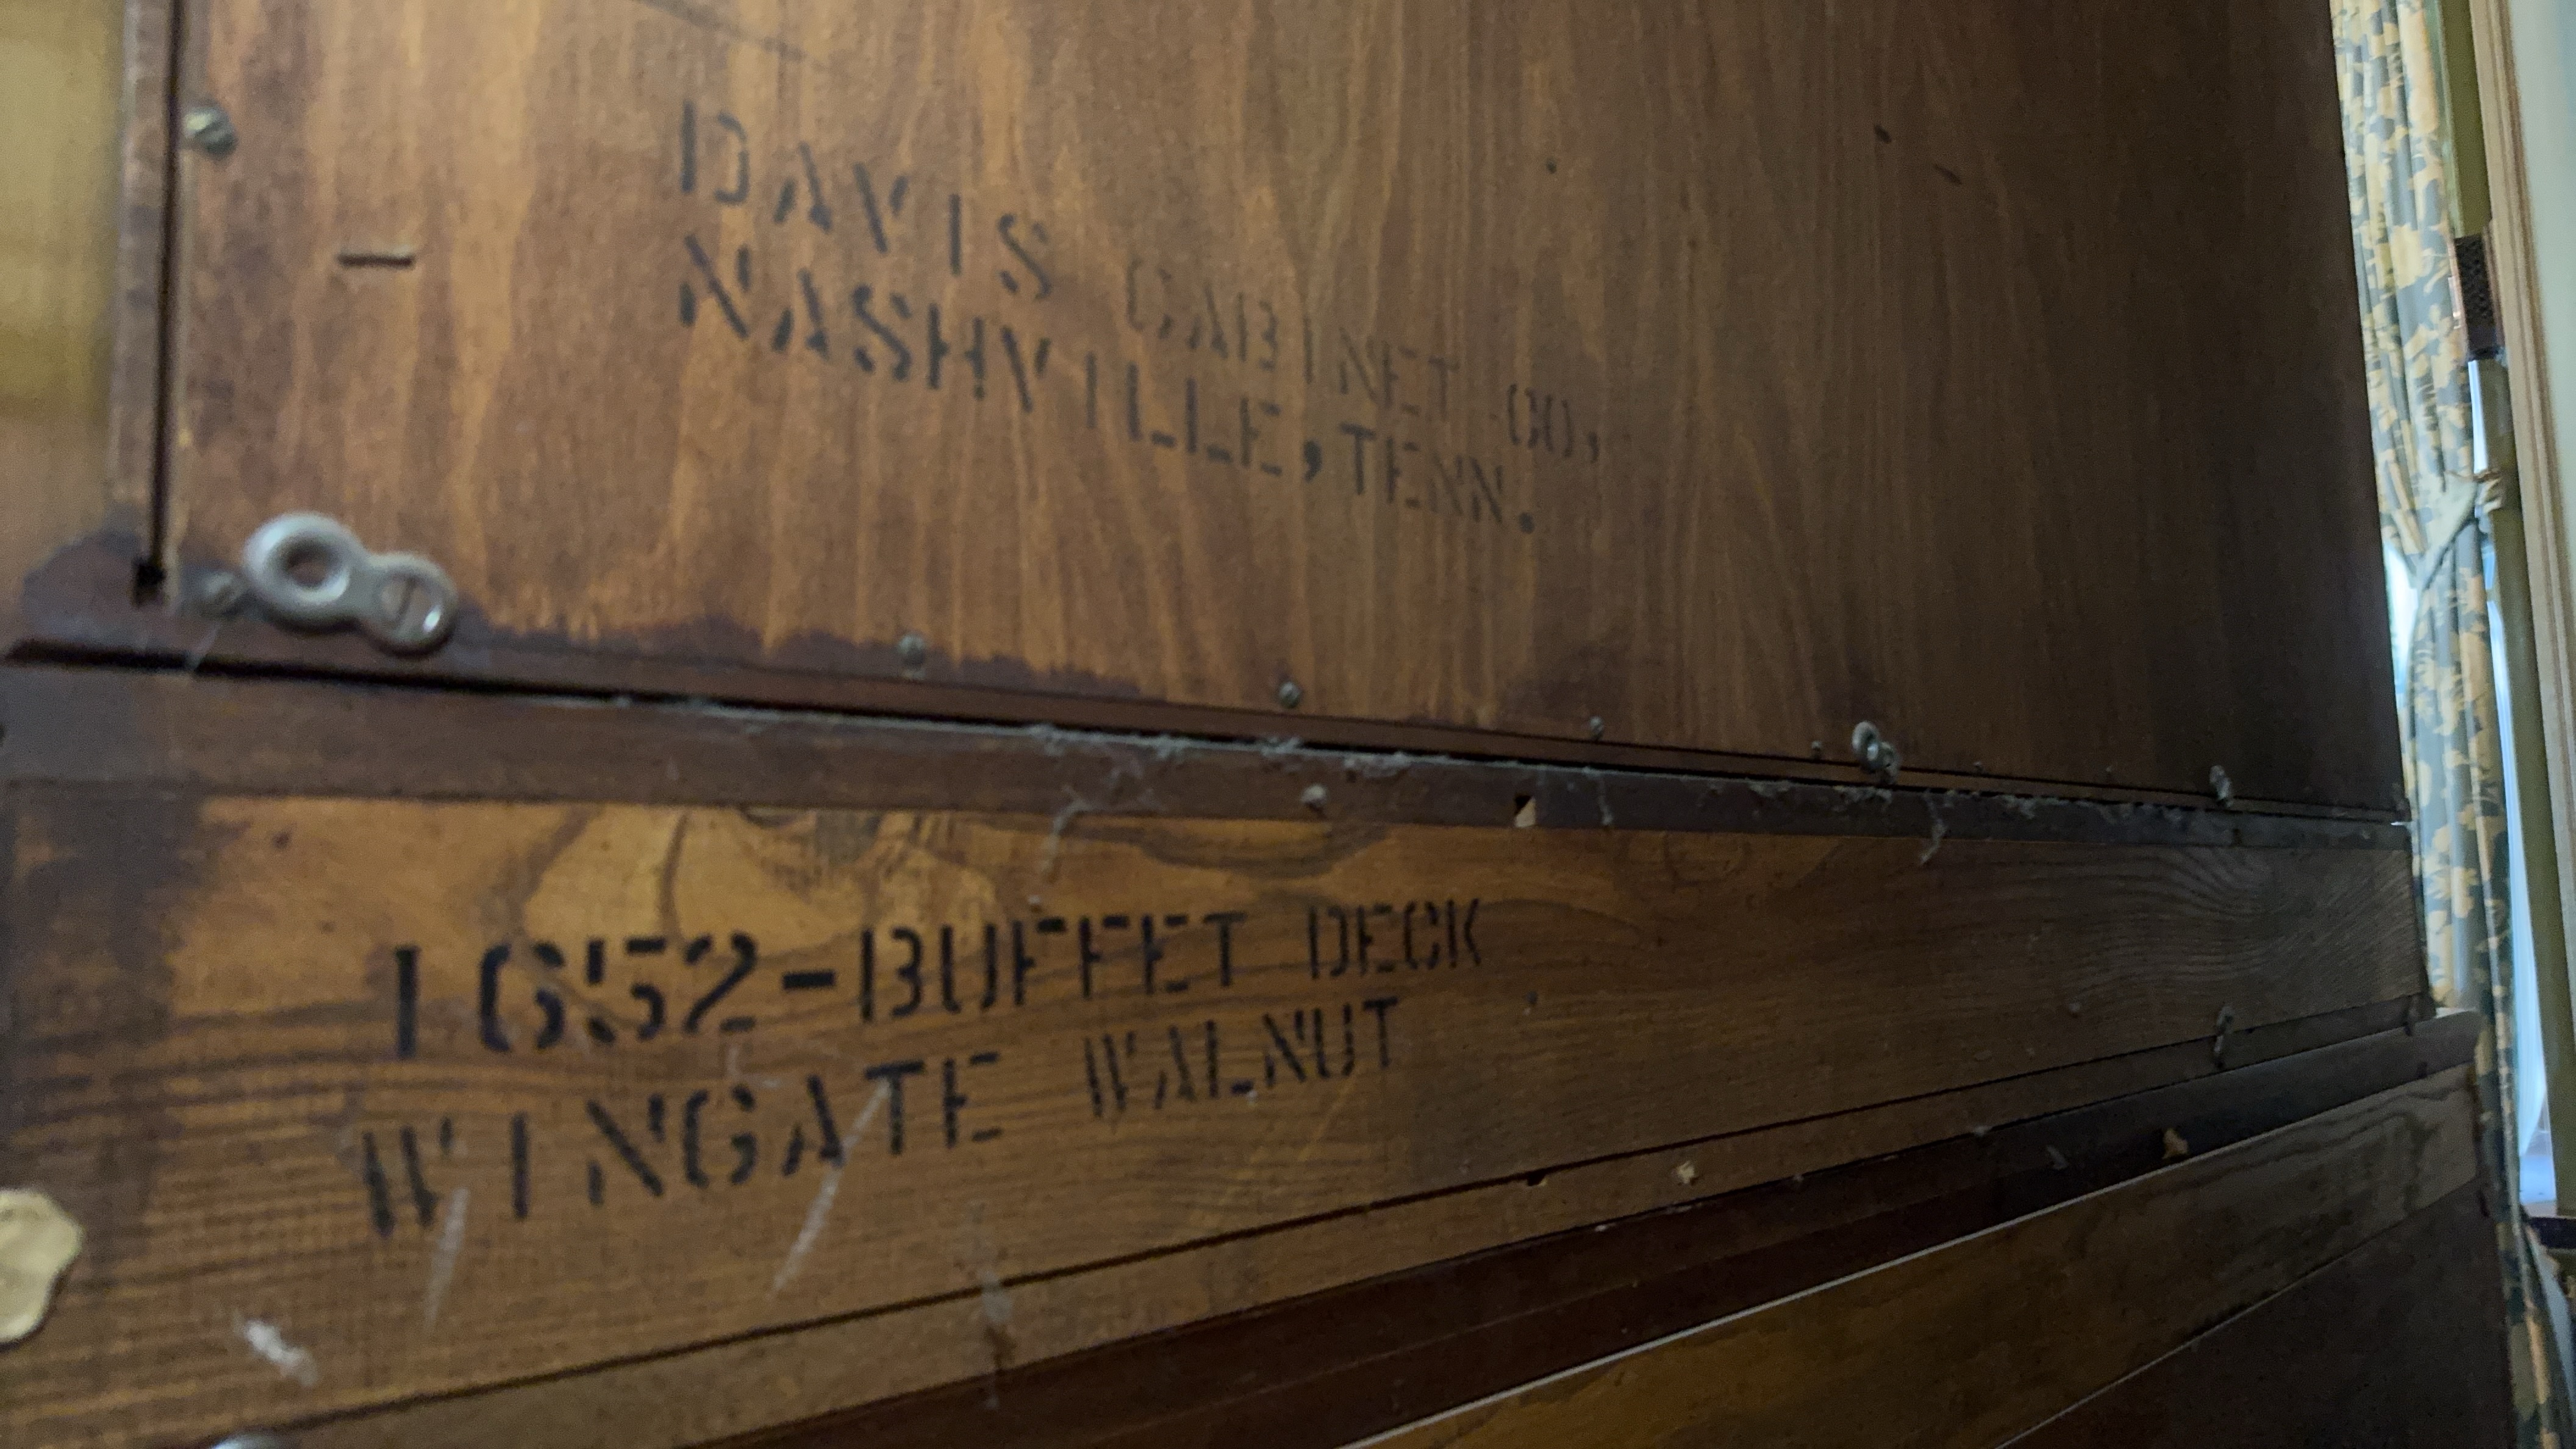 DAVIS CABINET CO,
NASHVILLE, TENN.
1652-BUFFET DECK
WINGATE WALNUT